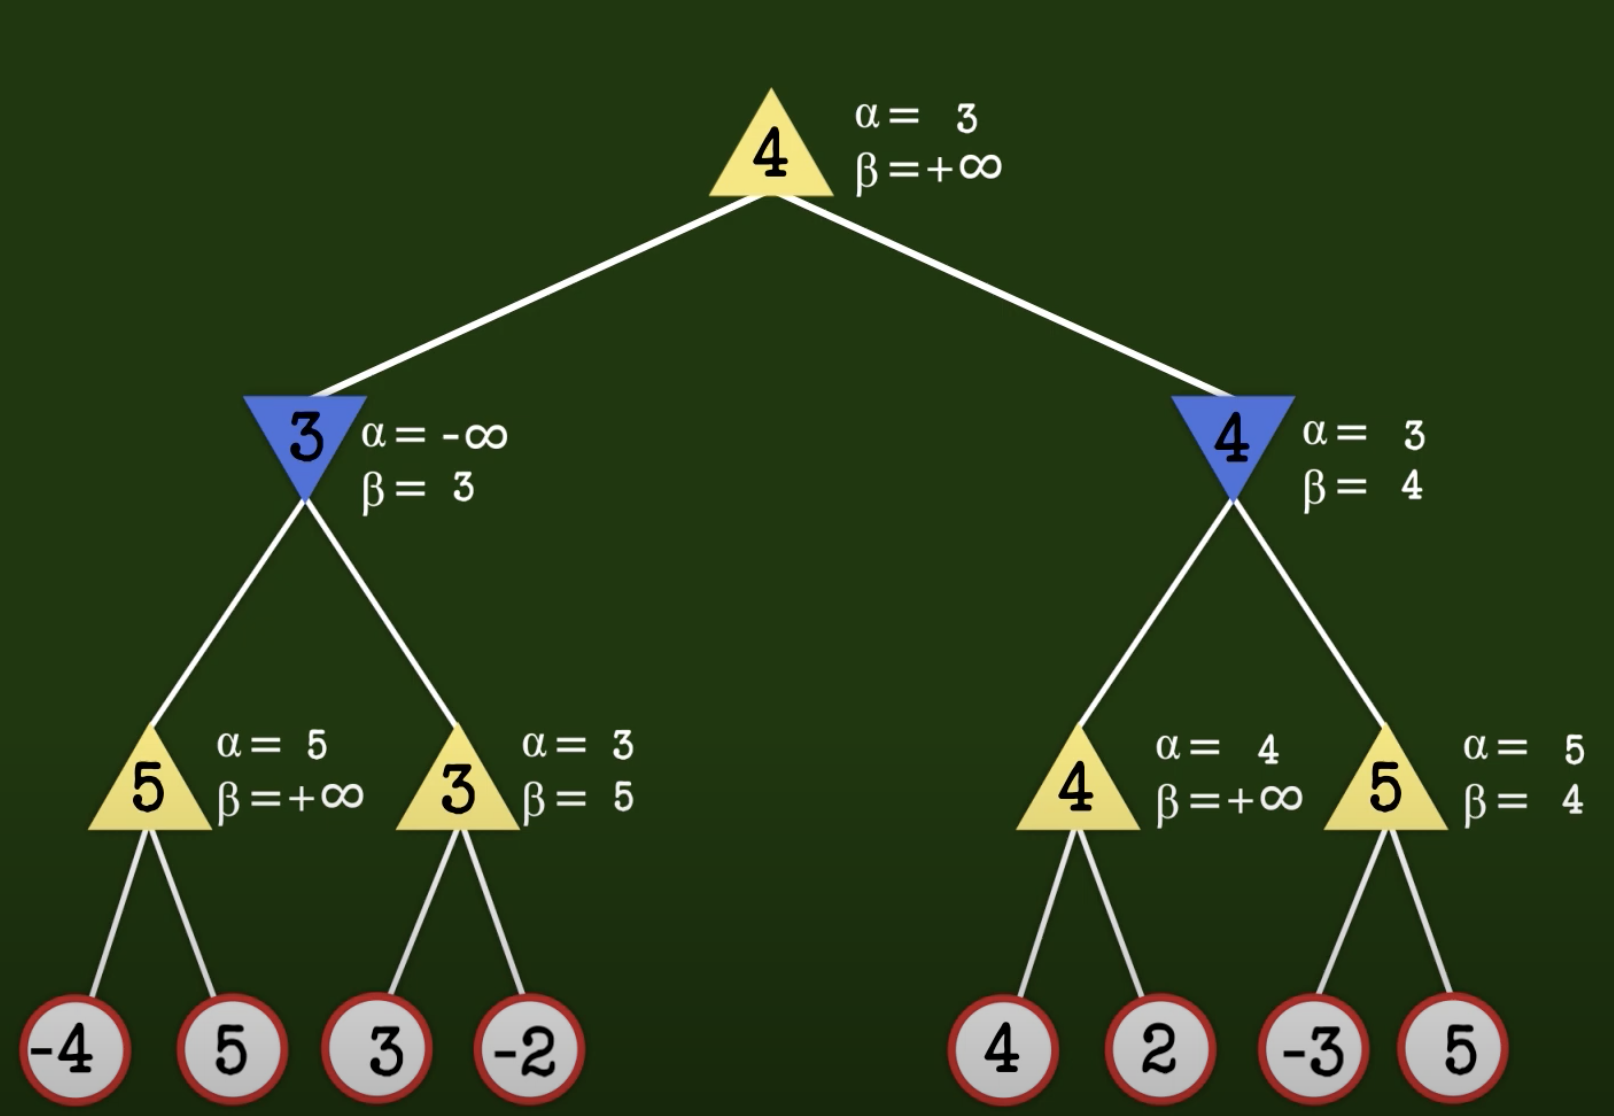 4
α = 3
β = +∞
3
α = -∞
β = 3
4
α = 3
β = 4
5
α = 5
β = +∞
3
α = 3
β = 5
4
α = 4
β = +∞
5
α = 5
β = 4
-4
5
3
-2
4
2
-3
5